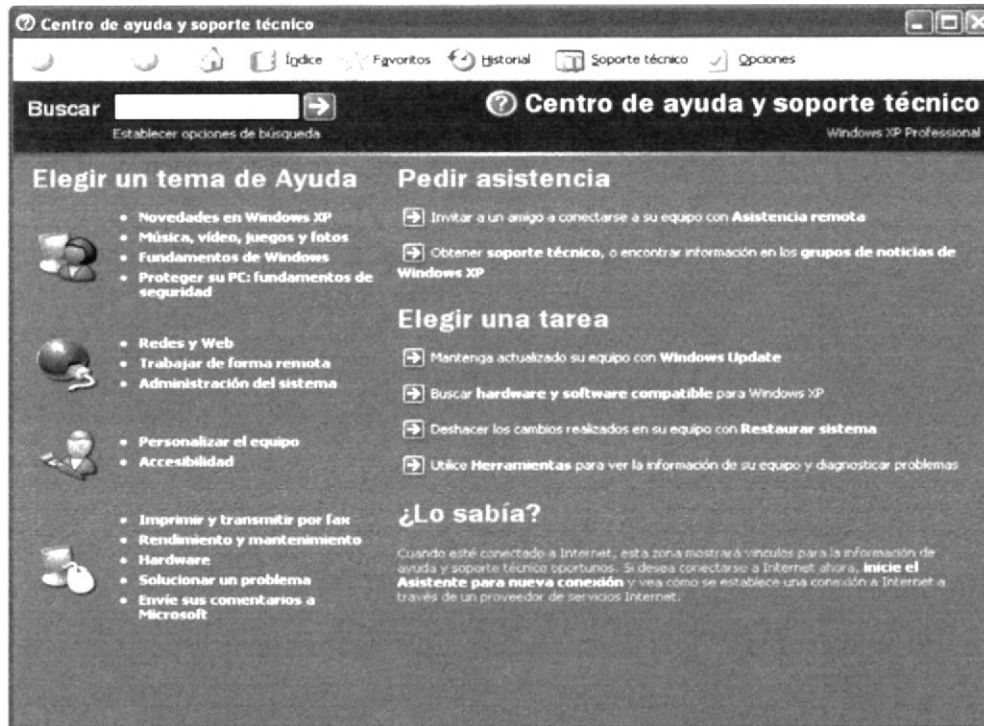 Centro de ayuda y soporte técnico
Índice Favoritos Historial Soporte técnico Opciones
Buscar
Establecer opciones de búsqueda
Centro de ayuda y soporte técnico
Windows XP Professional
Elegir un tema de Ayuda
Novedades en Windows XP
Música, vídeo, juegos y fotos
Fundamentos de Windows
Proteger su PC: fundamentos de
seguridad
Redes y Web
Trabajar de forma remota
Administración del sistema
Personalizar el equipo
Accesibilidad
Imprimir y transmitir por fax
Rendimiento y mantenimiento
Hardware
Solucionar un problema
Envíe sus comentarios a
Microsoft
Pedir asistencia
Invitar a un amigo a conectarse a su equipo con Asistencia remota
Obtener soporte técnico, o encontrar información en los grupos de noticias de
Windows XP
Elegir una tarea
Mantenga actualizado su equipo con Windows Update
Buscar hardware y software compatible para Windows XP
Deshacer los cambios realizados en su equipo con Restaurar sistema
Utilice Herramientas para ver la información de su equipo y diagnosticar problemas
¿Lo sabía?
Cuando esté conectado a Internet, esta zona mostrará vínculos para la información de
ayuda y soporte técnico oportunos. Si desea conectarse a Internet ahora, inicie el
Asistente para nueva conexión y vea cómo se establece una conexión a Internet a
través de un proveedor de servicios Internet.